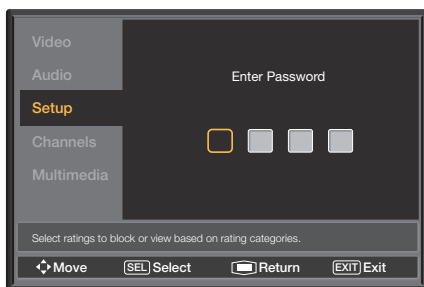 Video
Audio
Enter Password
Setup
Channels
Multimedia
Select ratings to block or view based on rating categories.
Move SEL Select Return EXIT Exit